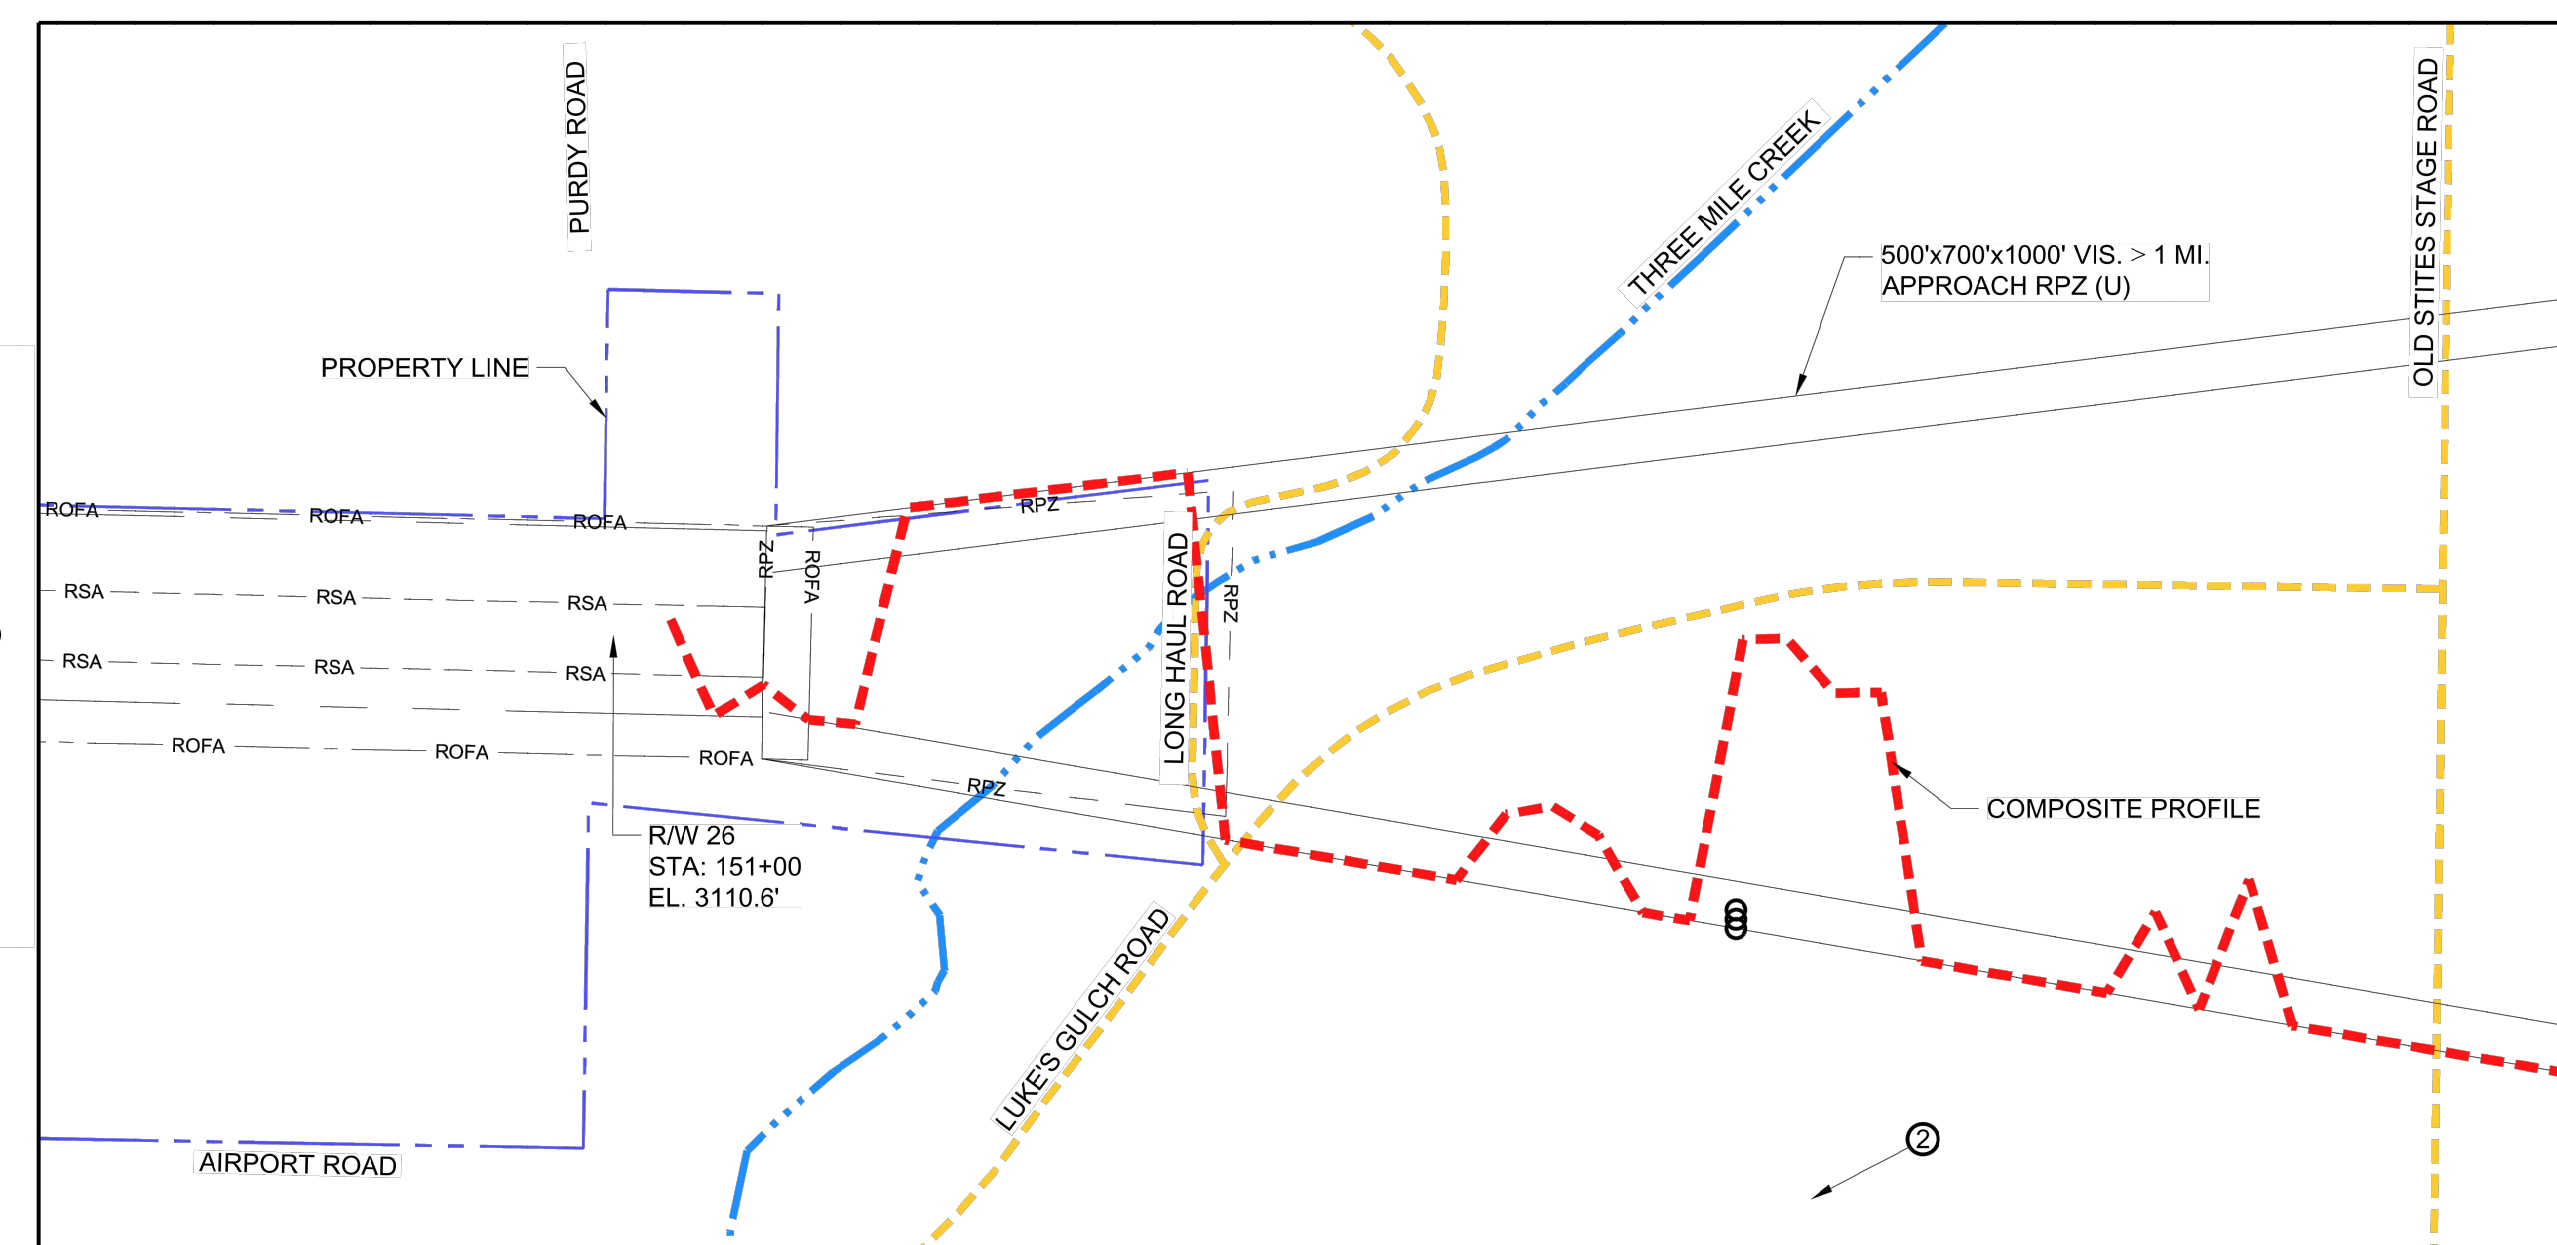 PURDY ROAD
THREE MILE CREEK
OLD STITES STAGE ROAD
500'x700'x1000' VIS. > 1 MI.
APPROACH RPZ (U)
PROPERTY LINE
ROFA
ROFA
ROFA
RPZ
RPZ
ROFA
RSA
RSA
RSA
RPZ
LONG HAUL ROAD
RSA
RSA
RSA
ROFA
ROFA
ROFA
RPZ
COMPOSITE PROFILE
R/W 26
STA: 151+00
EL. 3110.6'
LUKE'S GULCH ROAD
AIRPORT ROAD
2